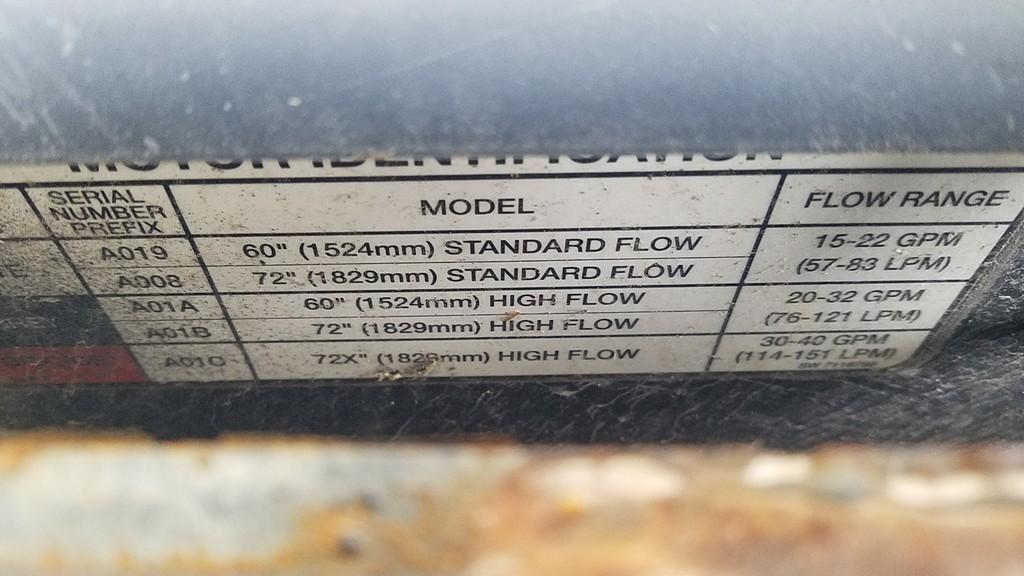 MOTOR IDENTIFICATION
SERIAL NUMBER PREFIX MODEL FLOW RANGE
A019 60" (1524mm) STANDARD FLOW 15-22 GPM
A008 72" (1829mm) STANDARD FLOW (57-83 LPM)
A01A 60" (1524mm) HIGH FLOW 20-32 GPM
A01B 72" (1829mm) HIGH FLOW (76-121 LPM)
A01C 72X" (1829mm) HIGH FLOW 30-40 GPM
(114-151 LPM)